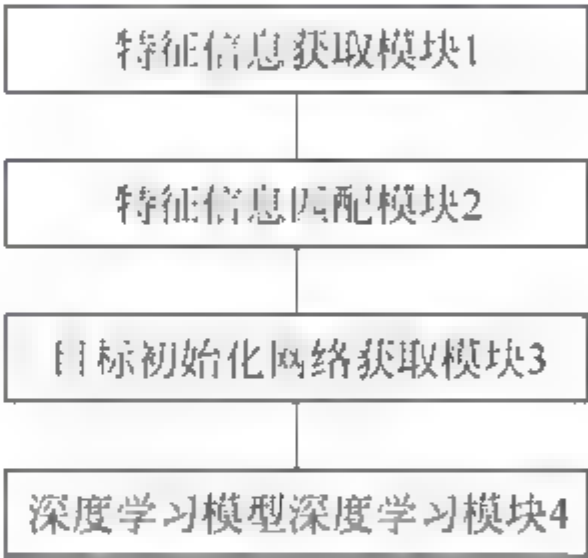 特征信息获取模块1
特征信息匹配模块2
目标初始化网络获取模块3
深度学习模型深度学习模块4